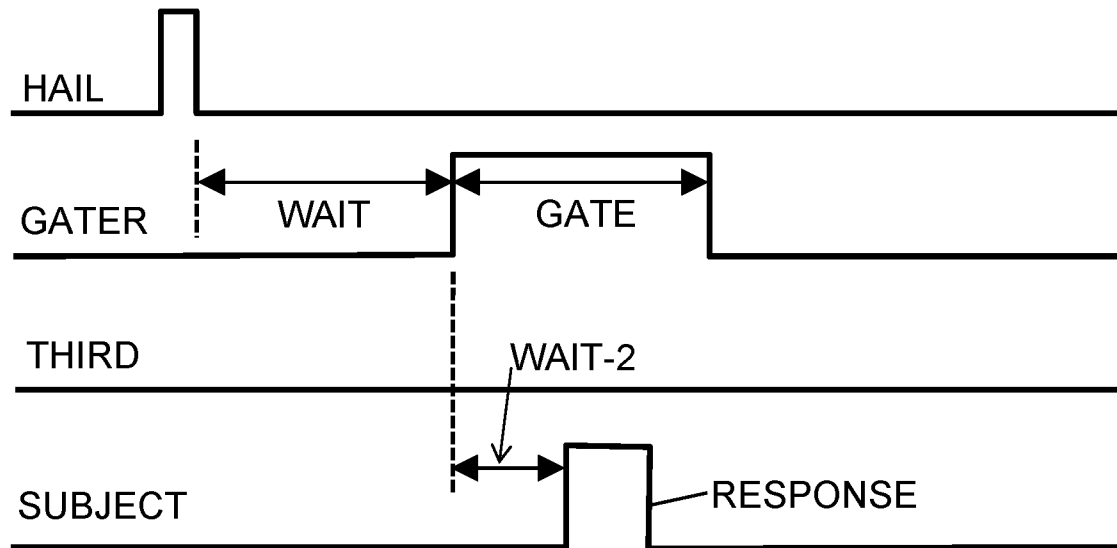 HAIL
WAIT
GATE
GATER
THIRD
WAIT-2
SUBJECT
RESPONSE